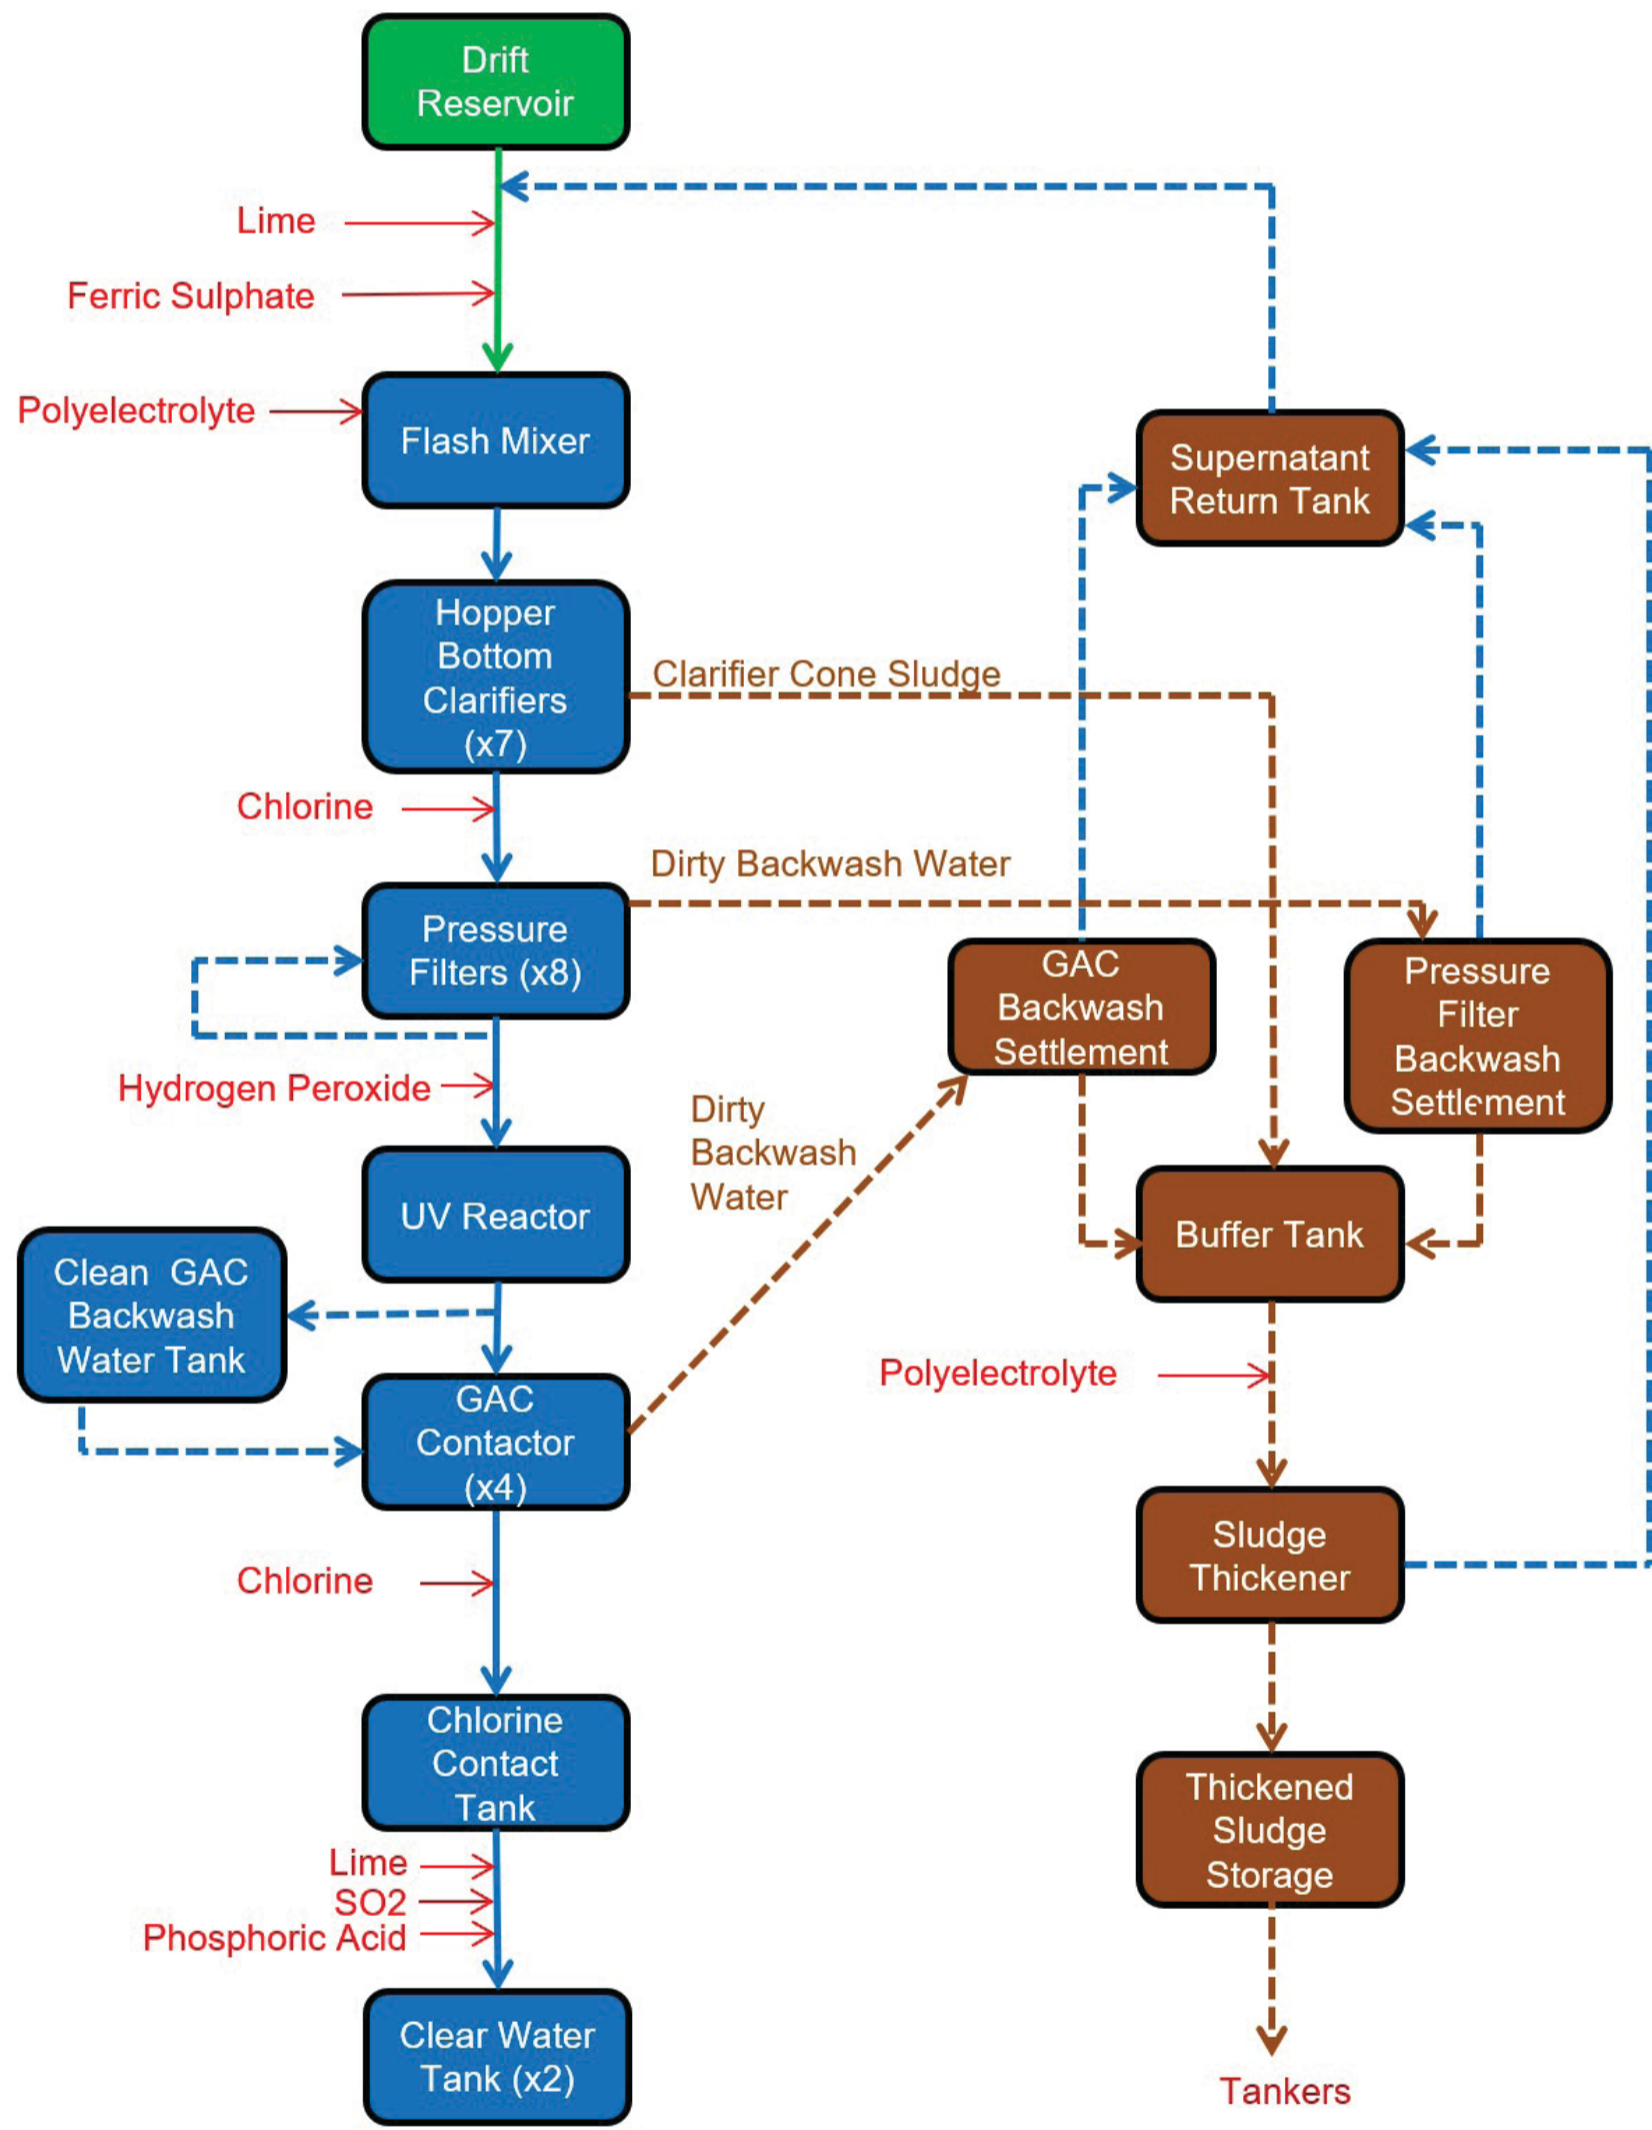 Drift
Reservoir
Lime
Ferric Sulphate
Polyelectrolyte
Flash Mixer
Supernatant
Return Tank
Hopper
Bottom
Clarifiers
(x7)
Clarifier Cone Sludge
Chlorine
Dirty Backwash Water
Pressure
Filters (x8)
GAC
Backwash
Settlement
Pressure
Filter
Backwash
Settlement
Hydrogen Peroxide
Dirty
Backwash
Water
UV Reactor
Buffer Tank
Clean GAC
Backwash
Water Tank
Polyelectrolyte
GAC
Contactor
(x4)
Sludge
Thickener
Chlorine
Chlorine
Contact
Tank
Thickened
Sludge
Storage
Lime
SO2
Phosphoric Acid
Clear Water
Tank (x2)
Tankers